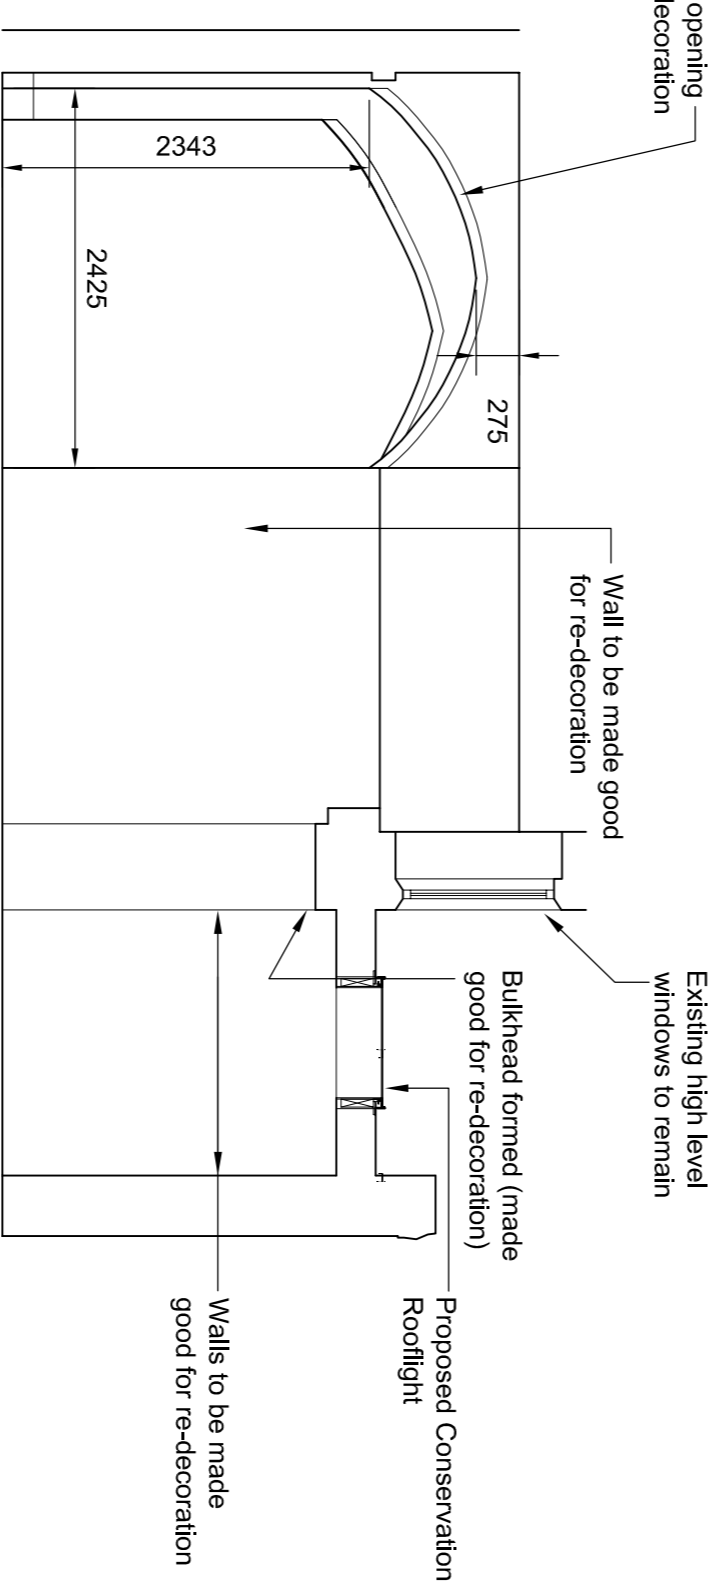 opening
decoration
2343
2425
275
Wall to be made good
for re-decoration
Existing high level
windows to remain
Bulkhead formed (made
good for re-decoration)
Proposed Conservation
Rooflight
Walls to be made
good for re-decoration